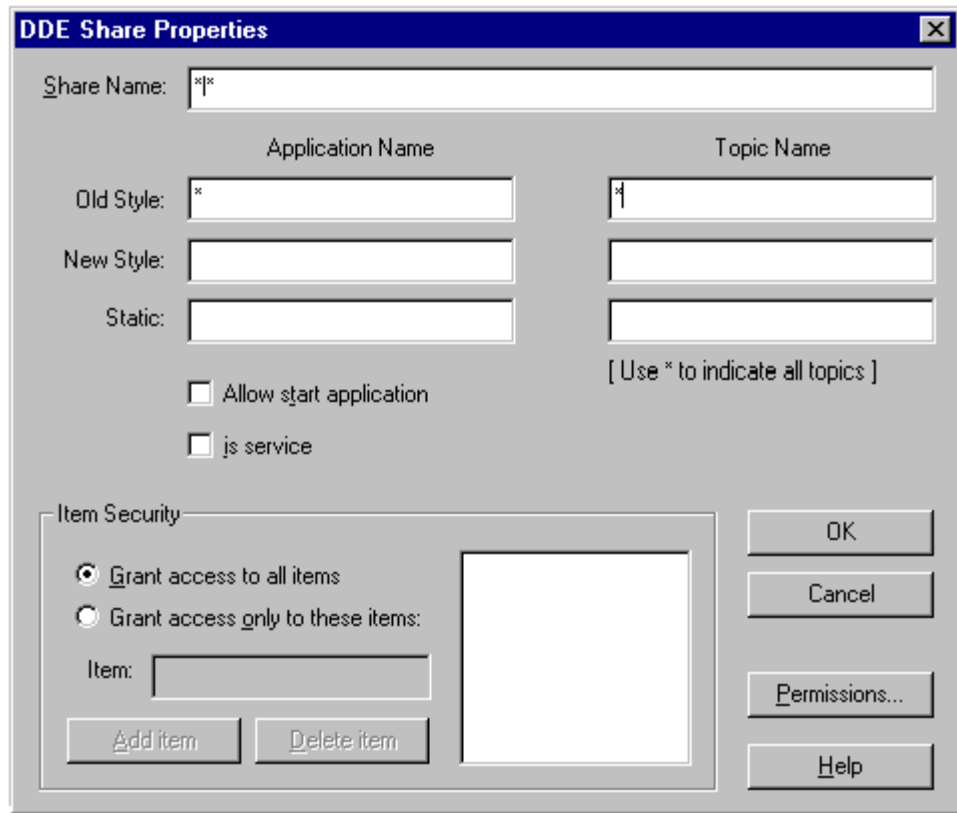 DDE Share Properties
Share Name: *|*
Application Name Topic Name
Old Style: * *
New Style:
Static:
[ Use * to indicate all topics ]
Allow start application
is service
Item Security
Grant access to all items
Grant access only to these items:
Item:
Add item Delete item
OK
Cancel
Permissions...
Help